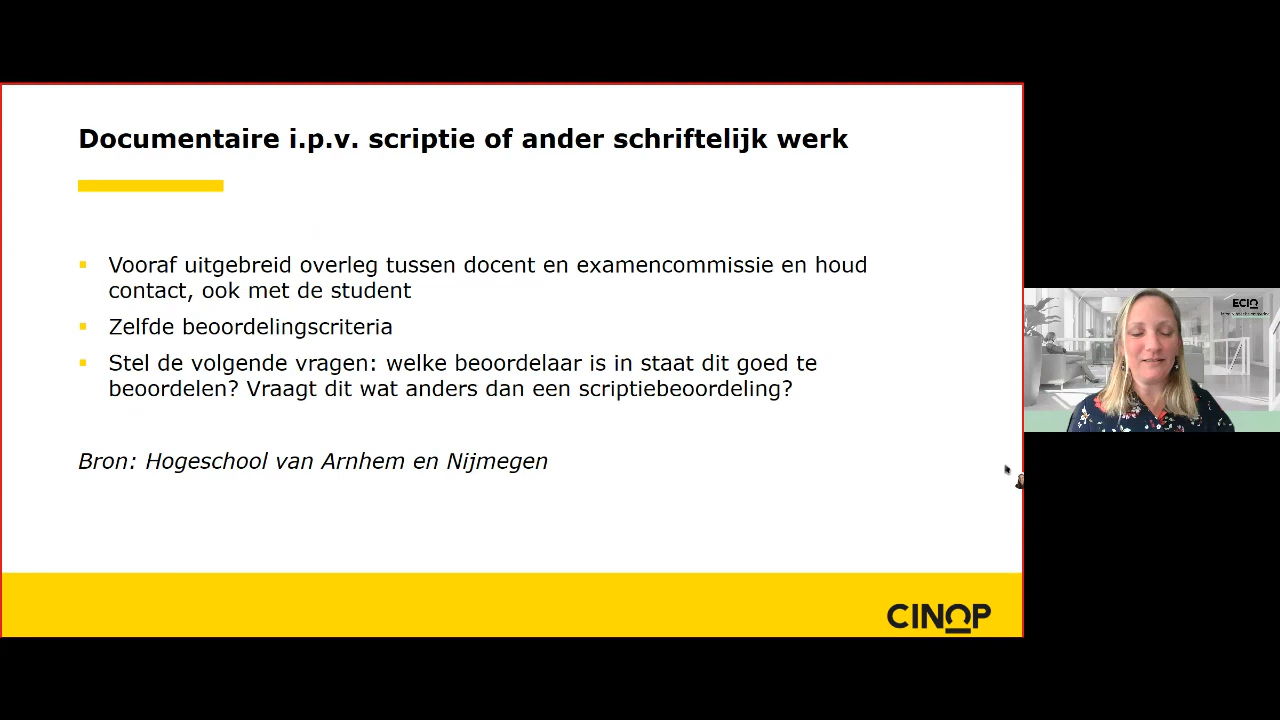 Documentaire i.p.v. scriptie of ander schriftelijk werk
Vooraf uitgebreid overleg tussen docent en examencommissie en houd
contact, ook met de student
Zelfde beoordelingscriteria
Stel de volgende vragen: welke beoordelaar is in staat dit goed te
beoordelen? Vraagt dit wat anders dan een scriptiebeoordeling?
Bron: Hogeschool van Arnhem en Nijmegen
CINOP
ECIO